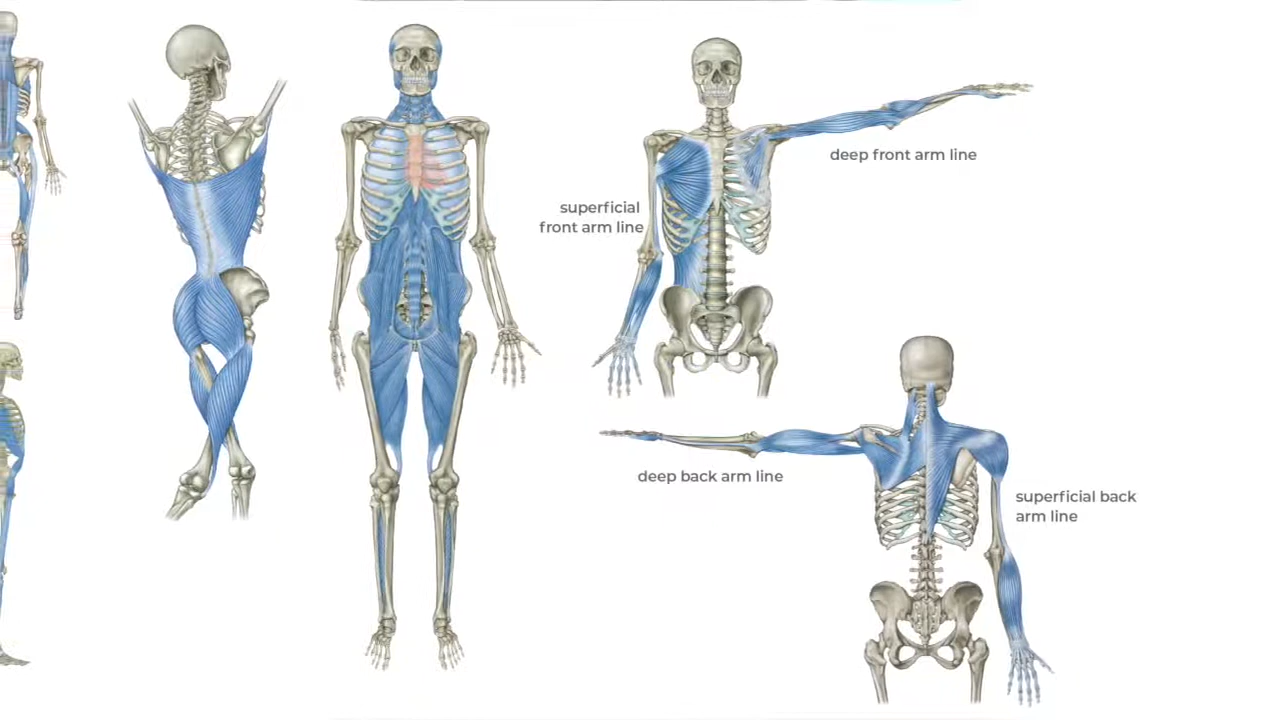 deep front arm line
superficial
front arm line
deep back arm line
superficial back
arm line